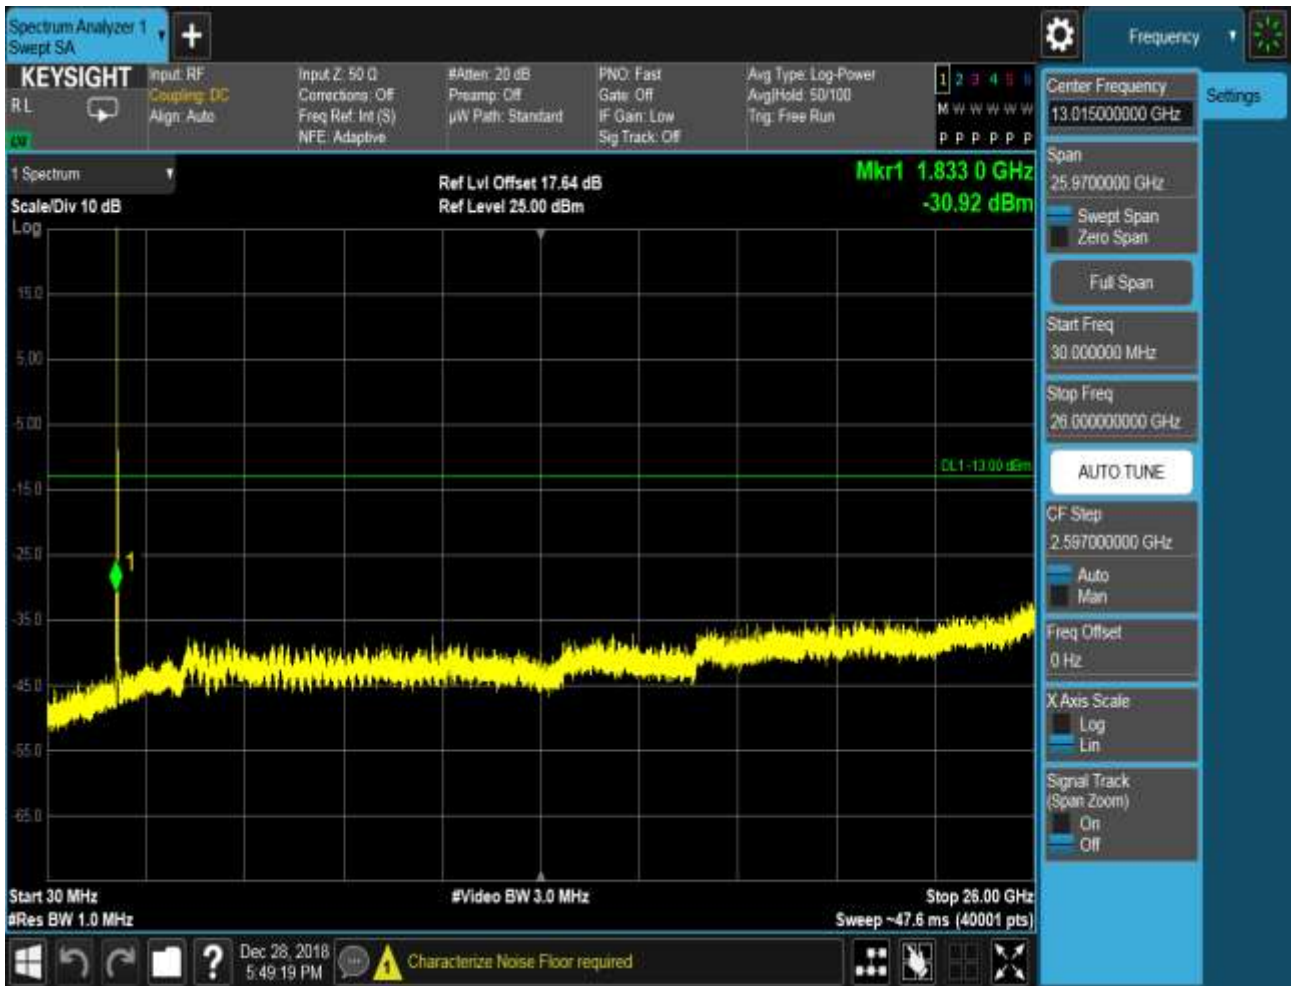 Spectrum Analyzer 1
Swept SA
+
Frequency
KEYSIGHT
R L
Input: RF
Coupling: DC
Align: Auto
Input Z: 50 Ω
Corrections: Off
Freq Ref: Int (S)
NFE: Adaptive
#Atten: 20 dB
Preamp: Off
µW Path: Standard
PNO: Fast
Gate: Off
IF Gain: Low
Sig Track: Off
Avg Type: Log-Power
Avg|Hold: 50/100
Trig: Free Run
1 2 3 4 5 6
M W W W W W
P P P P P P
1 Spectrum
Scale/Div 10 dB
Log
Ref Lvl Offset 17.64 dB
Ref Level 25.00 dBm
Mkr1 1.833 0 GHz
-30.92 dBm
15.0
5.00
-5.00
-15.0
-25.0
-35.0
-45.0
-55.0
-65.0
DL1 -13.00 dBm
1
Start 30 MHz
#Res BW 1.0 MHz
#Video BW 3.0 MHz
Stop 26.00 GHz
Sweep ~47.6 ms (40001 pts)
Center Frequency
13.015000000 GHz
Settings
Span
25.9700000 GHz
Swept Span
Zero Span
Full Span
Start Freq
30.000000 MHz
Stop Freq
26.000000000 GHz
AUTO TUNE
CF Step
2.597000000 GHz
Auto
Man
Freq Offset
0 Hz
X Axis Scale
Log
Lin
Signal Track
(Span Zoom)
On
Off
?
Dec 28, 2018
5:49:19 PM
1
Characterize Noise Floor required